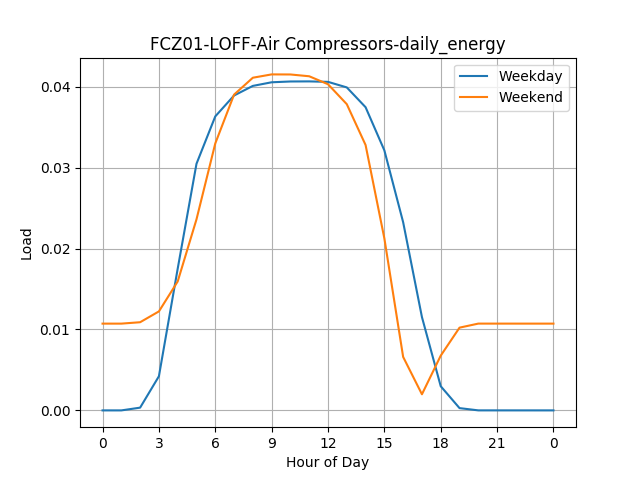 FCZ01-LOFF-Air Compressors-daily_energy
Weekday
Weekend
0.04
0.03
0.02
0.01
0.00
Load
0 3 6 9 12 15 18 21 0
Hour of Day